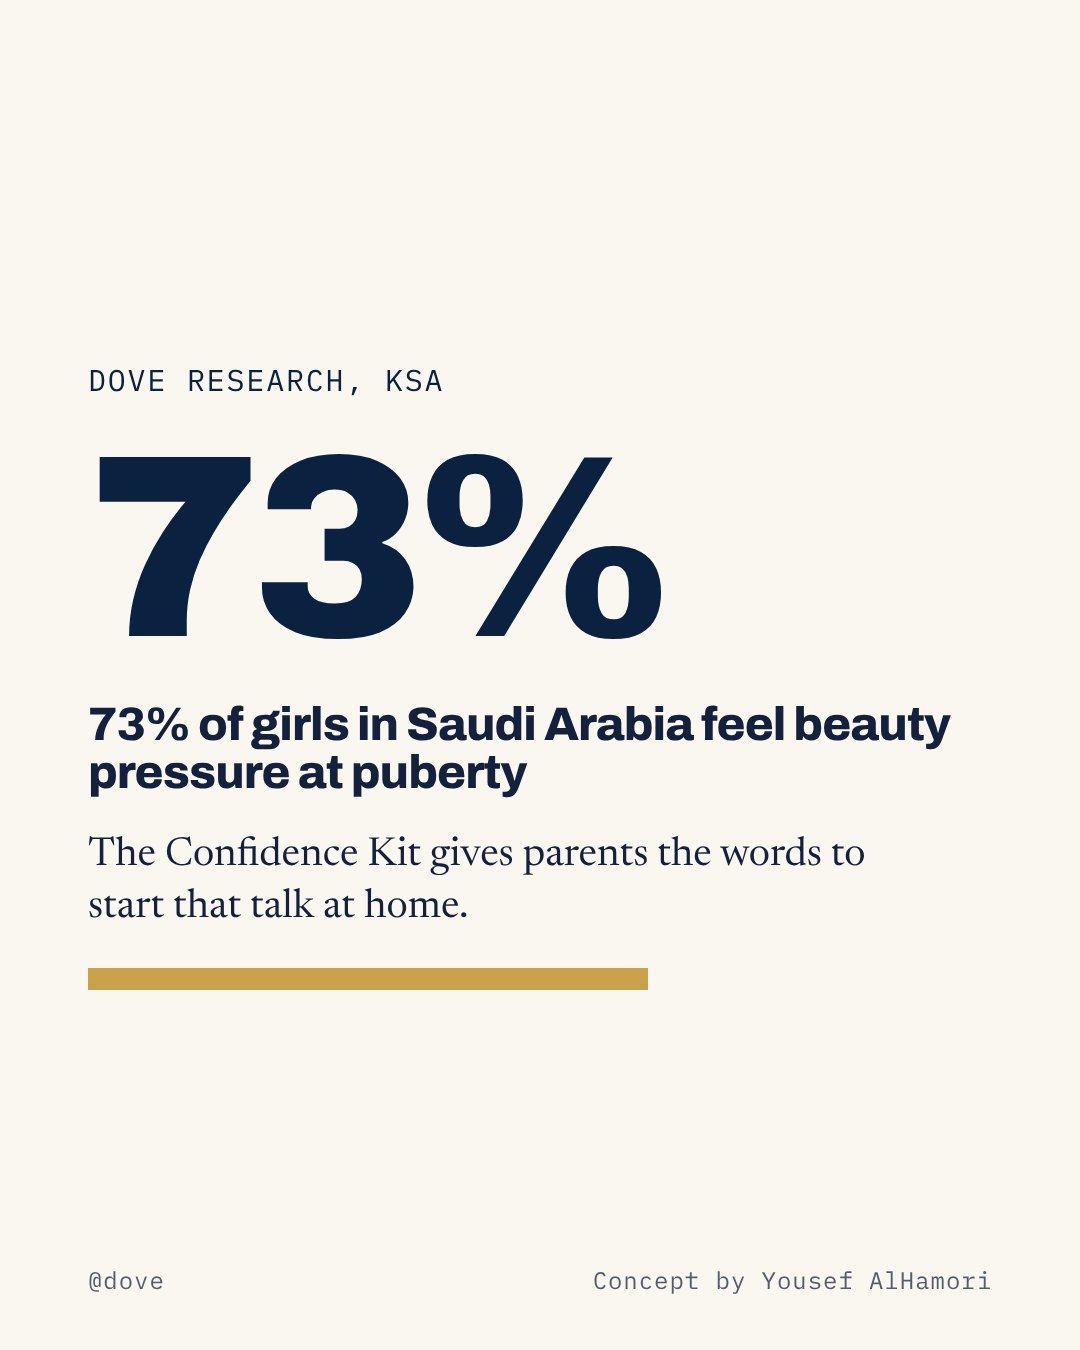 DOVE RESEARCH, KSA
73%
73% of girls in Saudi Arabia feel beauty
pressure at puberty
The Confidence Kit gives parents the words to
start that talk at home.
@dove
Concept by Yousef AlHamori